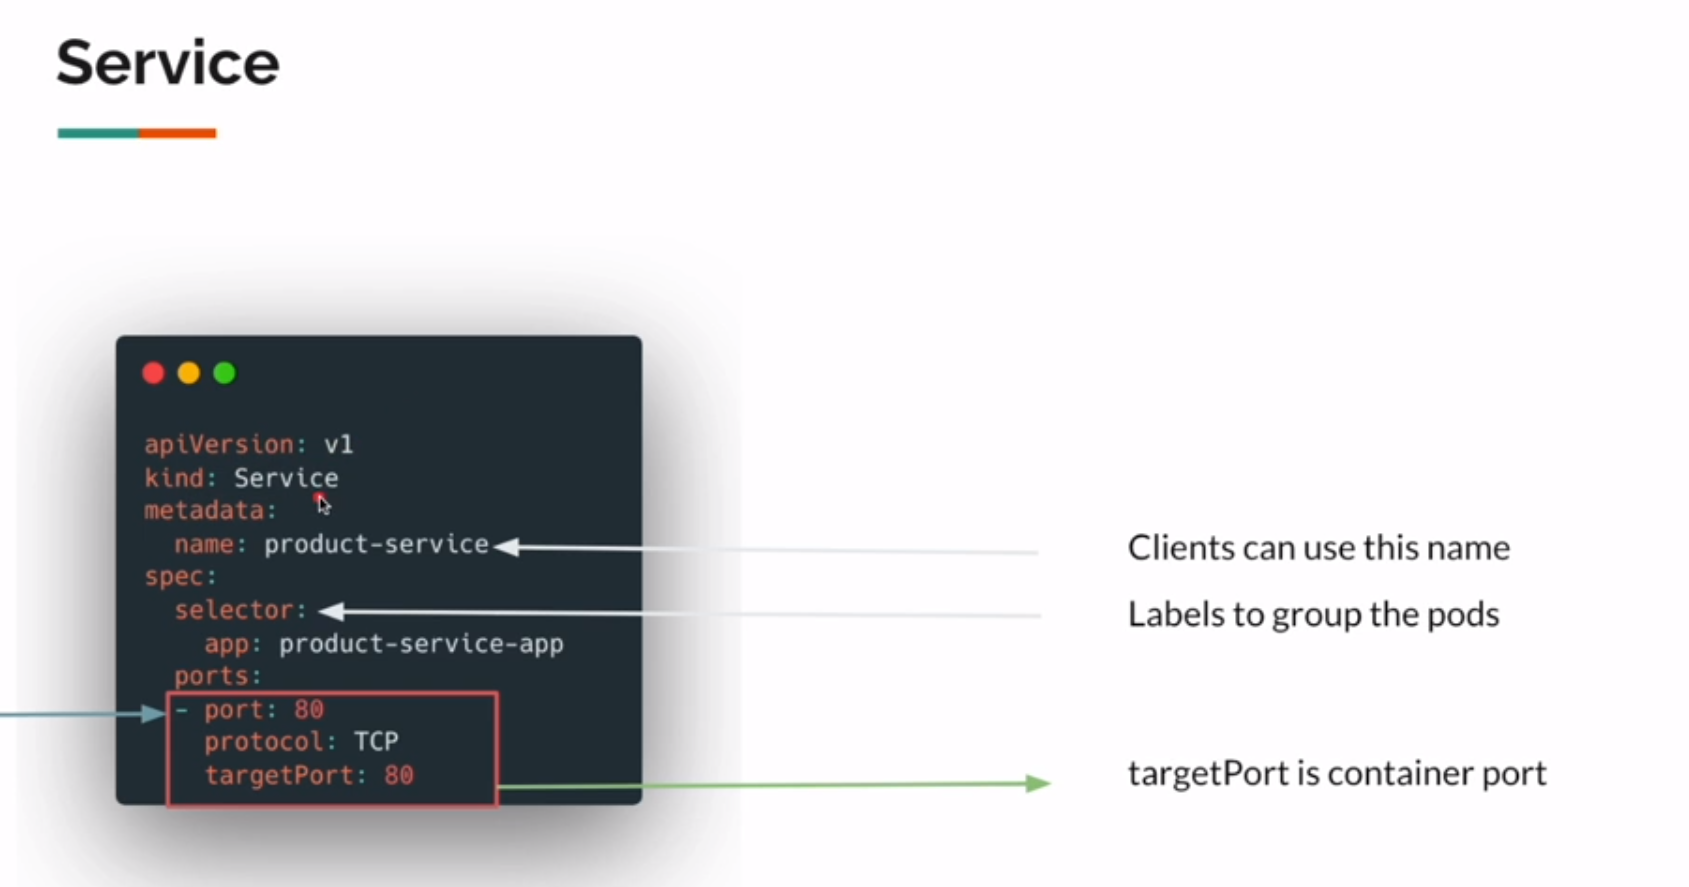 Service
apiVersion: v1
kind: Service
metadata:
  name: product-service
spec:
  selector:
    app: product-service-app
  ports:
  - port: 80
    protocol: TCP
    targetPort: 80
Clients can use this name
Labels to group the pods
targetPort is container port